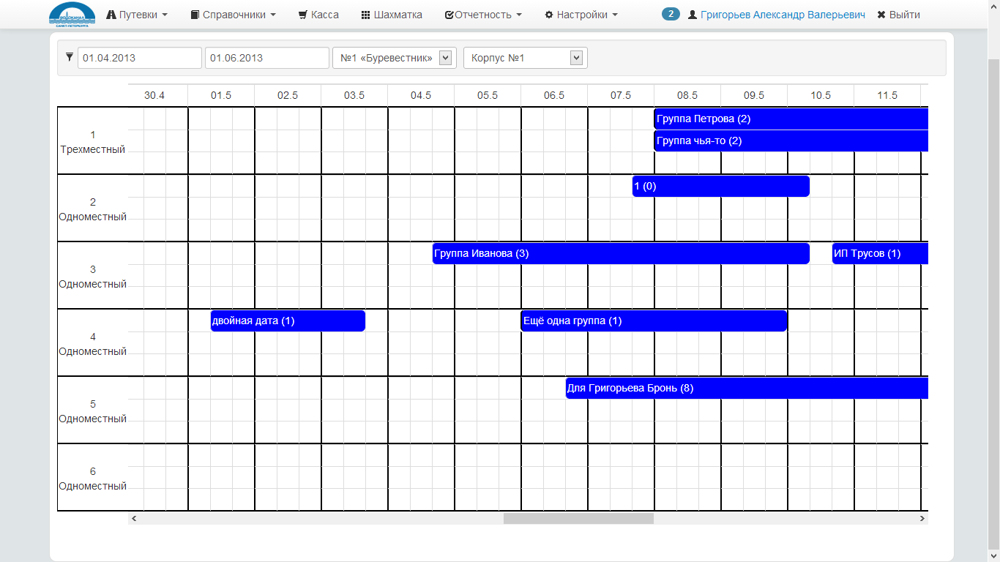 ВОДОКАНАЛ
САНКТ-ПЕТЕРБУРГА
Путевки
Справочники
Касса
Шахматка
Отчетность
Настройки
2
Григорьев Александр Валерьевич
Выйти
01.04.2013
01.06.2013
№1 «Буревестник»
Корпус №1
30.4 01.5 02.5 03.5 04.5 05.5 06.5 07.5 08.5 09.5 10.5 11.5
1
Трехместный
Группа Петрова (2)
Группа чья-то (2)
2
Одноместный
1 (0)
3
Одноместный
Группа Иванова (3)
ИП Трусов (1)
4
Одноместный
двойная дата (1)
Ещё одна группа (1)
5
Одноместный
Для Григорьева Бронь (8)
6
Одноместный